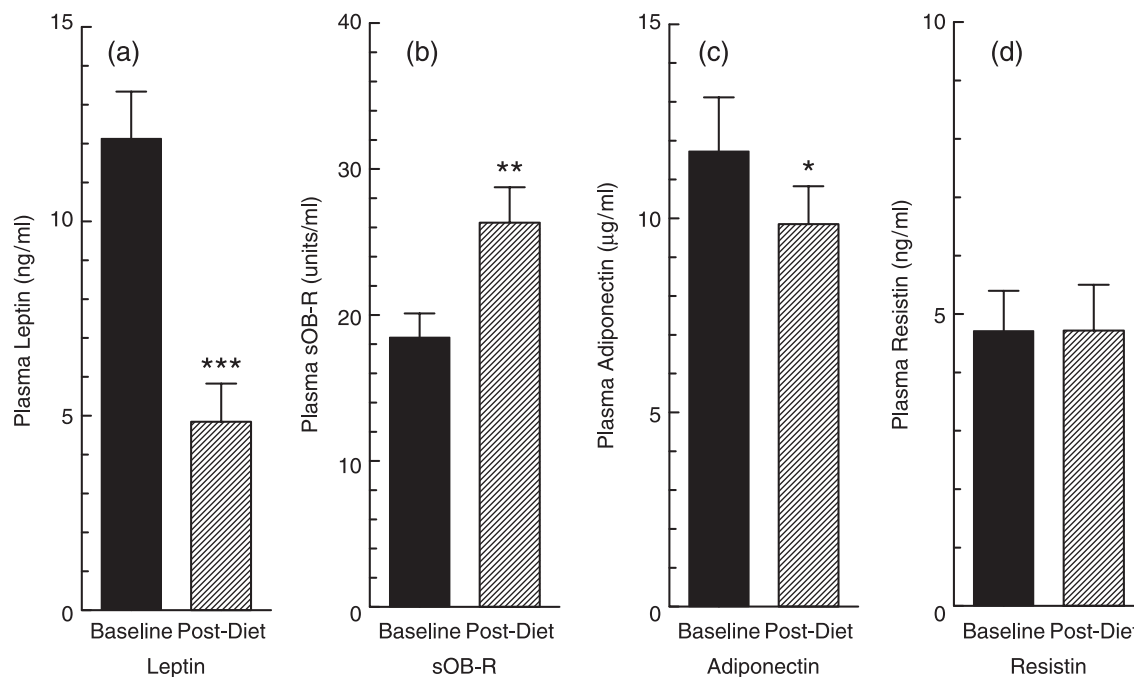 (a)
15
10
5
0
Plasma Leptin (ng/ml)
***
Baseline Post-Diet
Leptin
(b)
40
30
20
10
0
Plasma sOB-R (units/ml)
**
Baseline Post-Diet
sOB-R
(c)
15
10
5
0
Plasma Adiponectin (μg/ml)
*
Baseline Post-Diet
Adiponectin
(d)
10
5
0
Plasma Resistin (ng/ml)
Baseline Post-Diet
Resistin